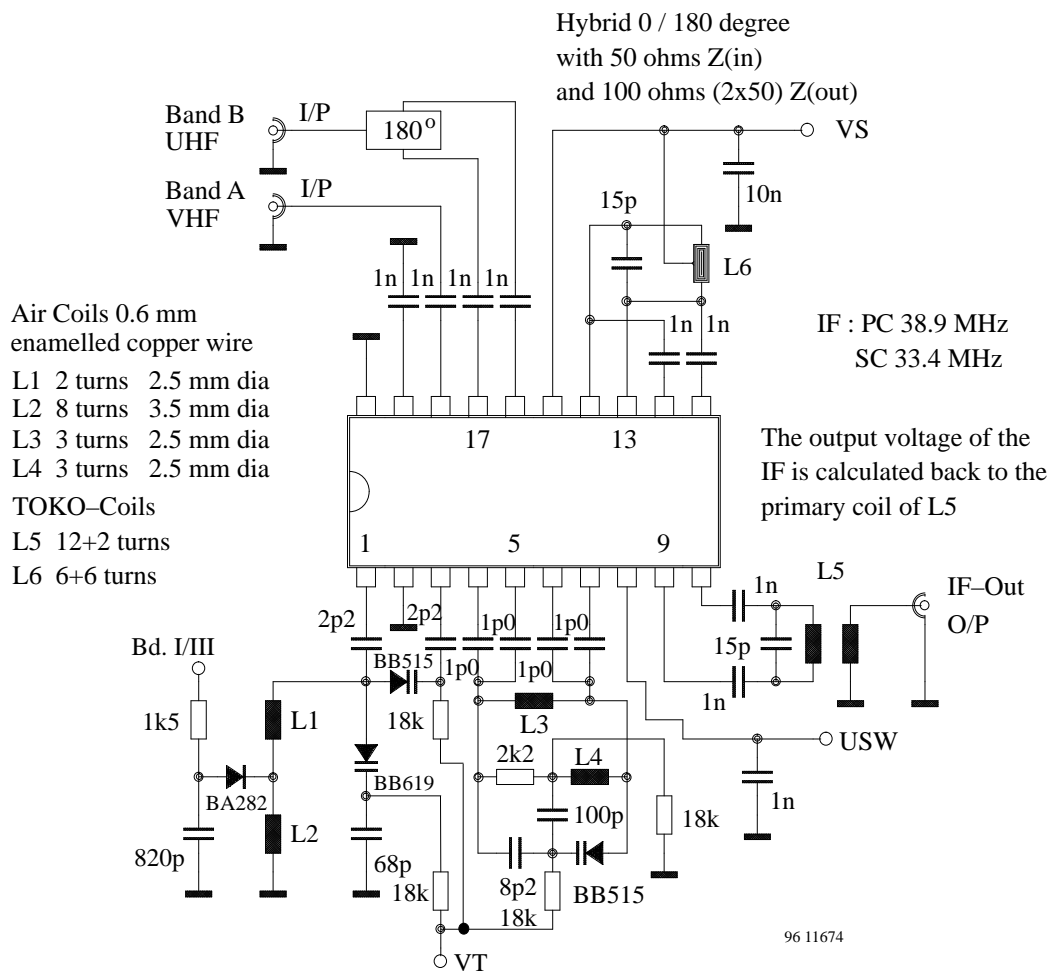 Hybrid 0 / 180 degree
with 50 ohms Z(in)
and 100 ohms (2x50) Z(out)
Band B
UHF
I/P
180°
VS
Band A
VHF
I/P
10n
15p
L6
1n
1n
1n
1n
1n
1n
Air Coils 0.6 mm
enamelled copper wire
L1 2 turns 2.5 mm dia
L2 8 turns 3.5 mm dia
L3 3 turns 2.5 mm dia
L4 3 turns 2.5 mm dia
TOKO–Coils
L5 12+2 turns
L6 6+6 turns
IF : PC 38.9 MHz
SC 33.4 MHz
The output voltage of the
IF is calculated back to the
primary coil of L5
17
13
1
5
9
2p2
2p2
1p0
1p0
1p0
1p0
1n
L5
IF–Out
O/P
15p
1n
Bd. I/III
BB515
1k5
L1
18k
L3
USW
2k2
L4
BA282
BB619
100p
18k
1n
820p
L2
68p
18k
8p2
18k
BB515
VT
96 11674